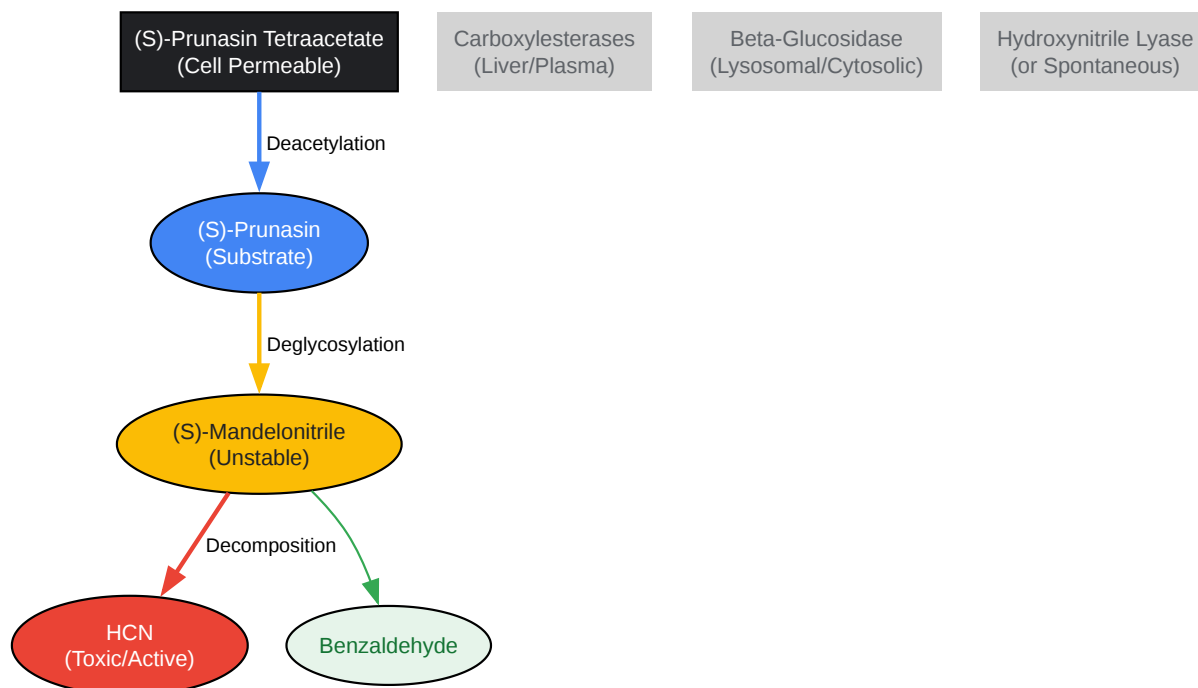 (S)-Prunasin Tetraacetate
(Cell Permeable)
Carboxylesterases
(Liver/Plasma)
Beta-Glucosidase
(Lysosomal/Cytosolic)
Hydroxynitrile Lyase
(or Spontaneous)
Deacetylation
(S)-Prunasin
(Substrate)
Deglycosylation
(S)-Mandelonitrile
(Unstable)
Decomposition
HCN
(Toxic/Active)
Benzaldehyde